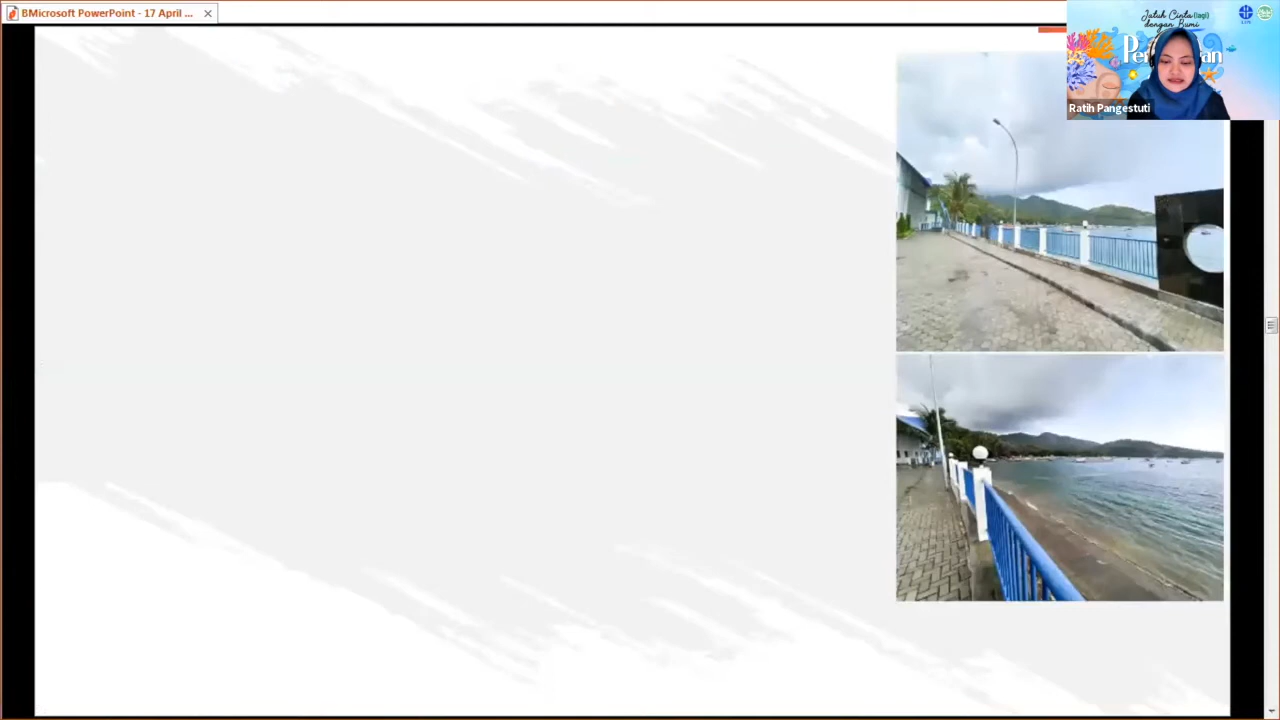 BMicrosoft PowerPoint - 17 April ...
Jatuh Cinta (lagi)
dengan Bumi
Ratih Pangestuti